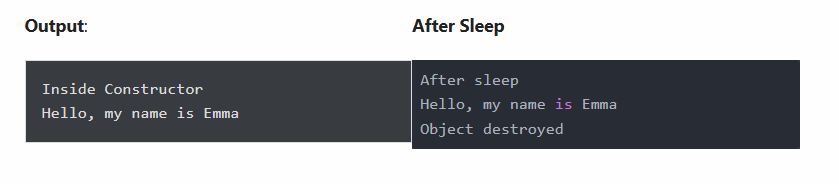 Output:
Inside Constructor
Hello, my name is Emma
After Sleep
After sleep
Hello, my name is Emma
Object destroyed